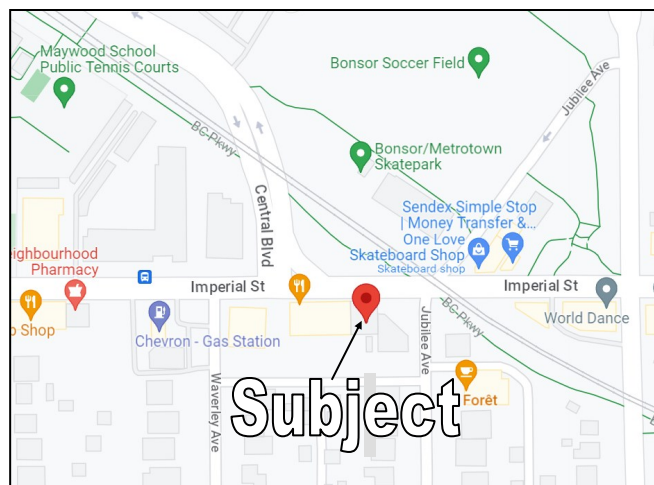 Maywood School
Public Tennis Courts
Bonsor Soccer Field
Jubilee Ave
BC Pkwy
Bonsor/Metrotown
Skatepark
Central Blvd
Sendex Simple Stop
| Money Transfer &...
One Love
Skateboard Shop
Skateboard shop
eighbourhood
Pharmacy
Imperial St
Imperial St
World Dance
BC Pkwy
Jubilee Ave
p Shop
Chevron - Gas Station
Waverley Ave
Forêt
Subject